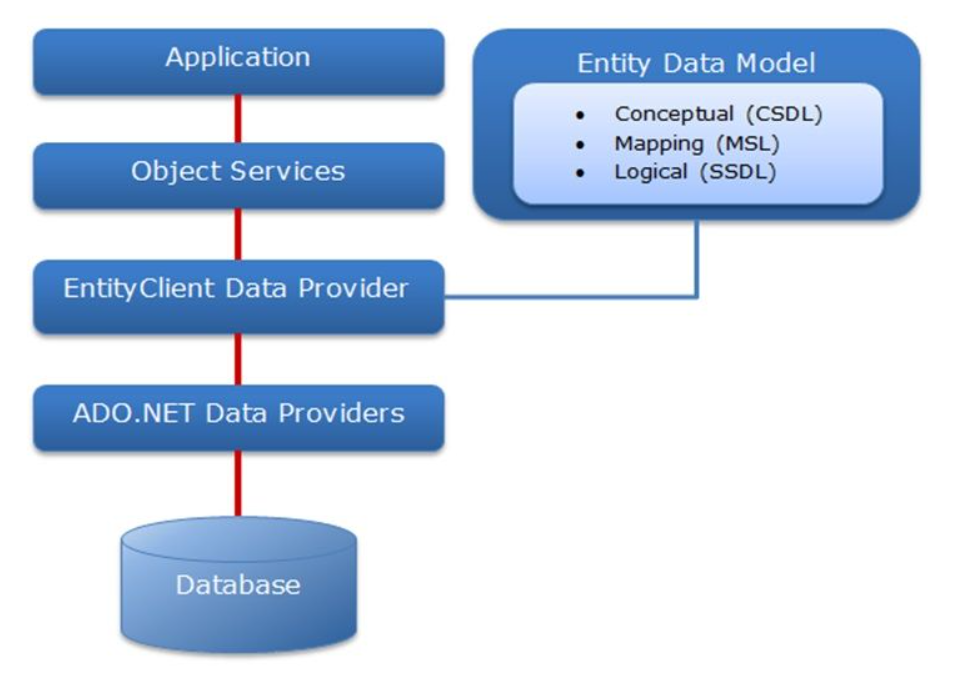 Application
Object Services
EntityClient Data Provider
ADO.NET Data Providers
Database
Entity Data Model
• Conceptual (CSDL)
• Mapping (MSL)
• Logical (SSDL)